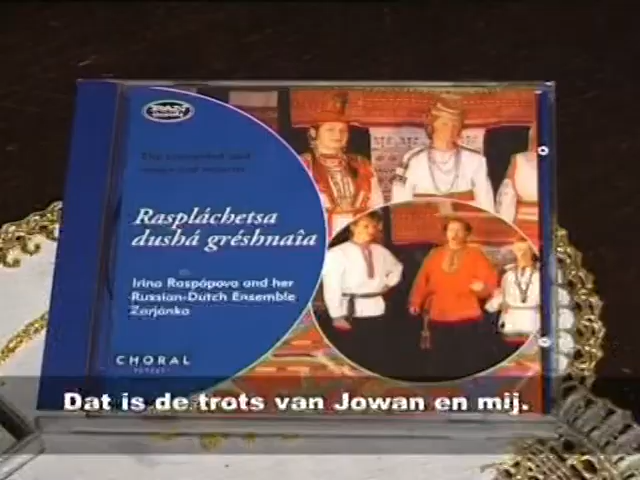 Raspláchetsa
dushá gréshnaîa
Irina Raspópova and her
Russian-Dutch Ensemble
Zarjánka
CHORAL
Dat is de trots van Jowan en mij.